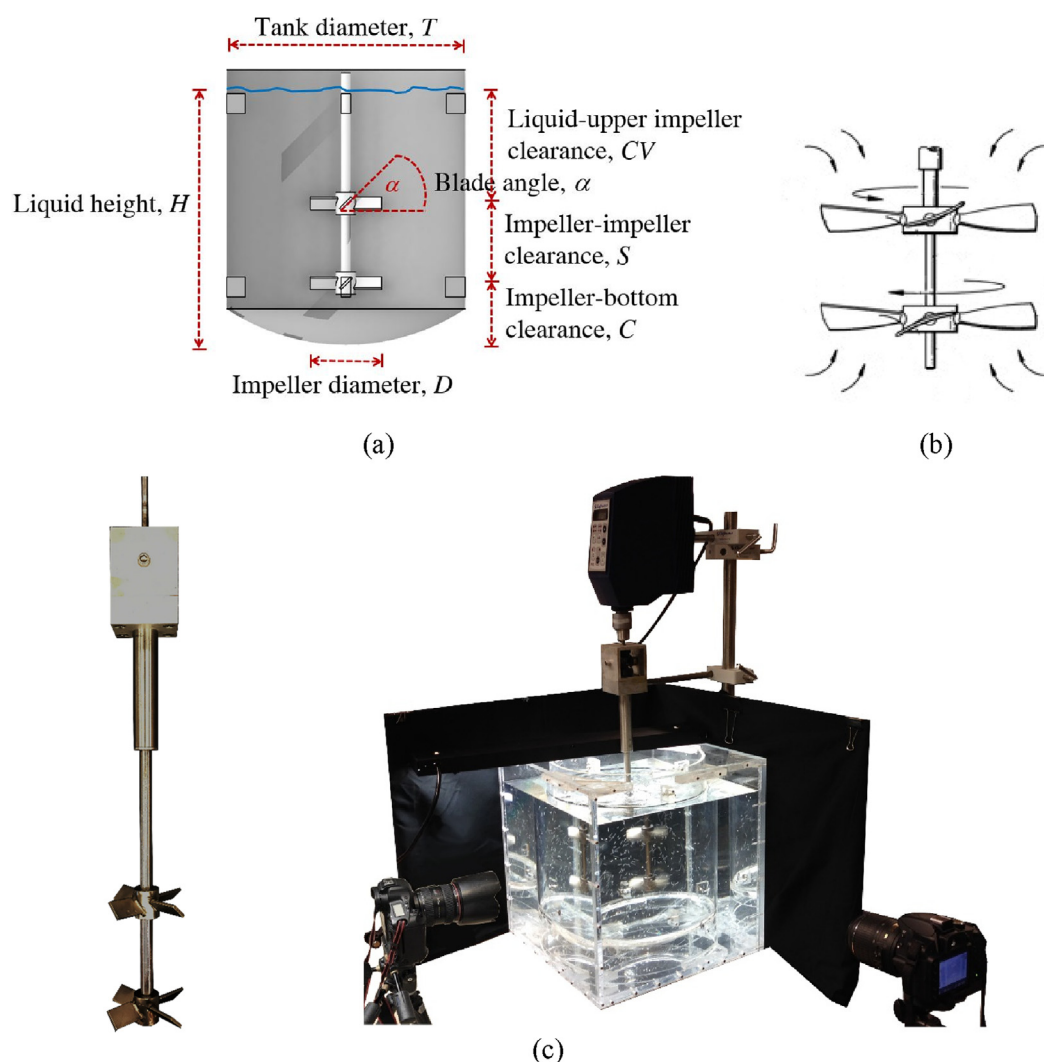 Tank diameter, T
Liquid-upper impeller
clearance, CV
α
Blade angle, α
Liquid height, H
Impeller-impeller
clearance, S
Impeller-bottom
clearance, C
Impeller diameter, D
(a)
(b)
(c)